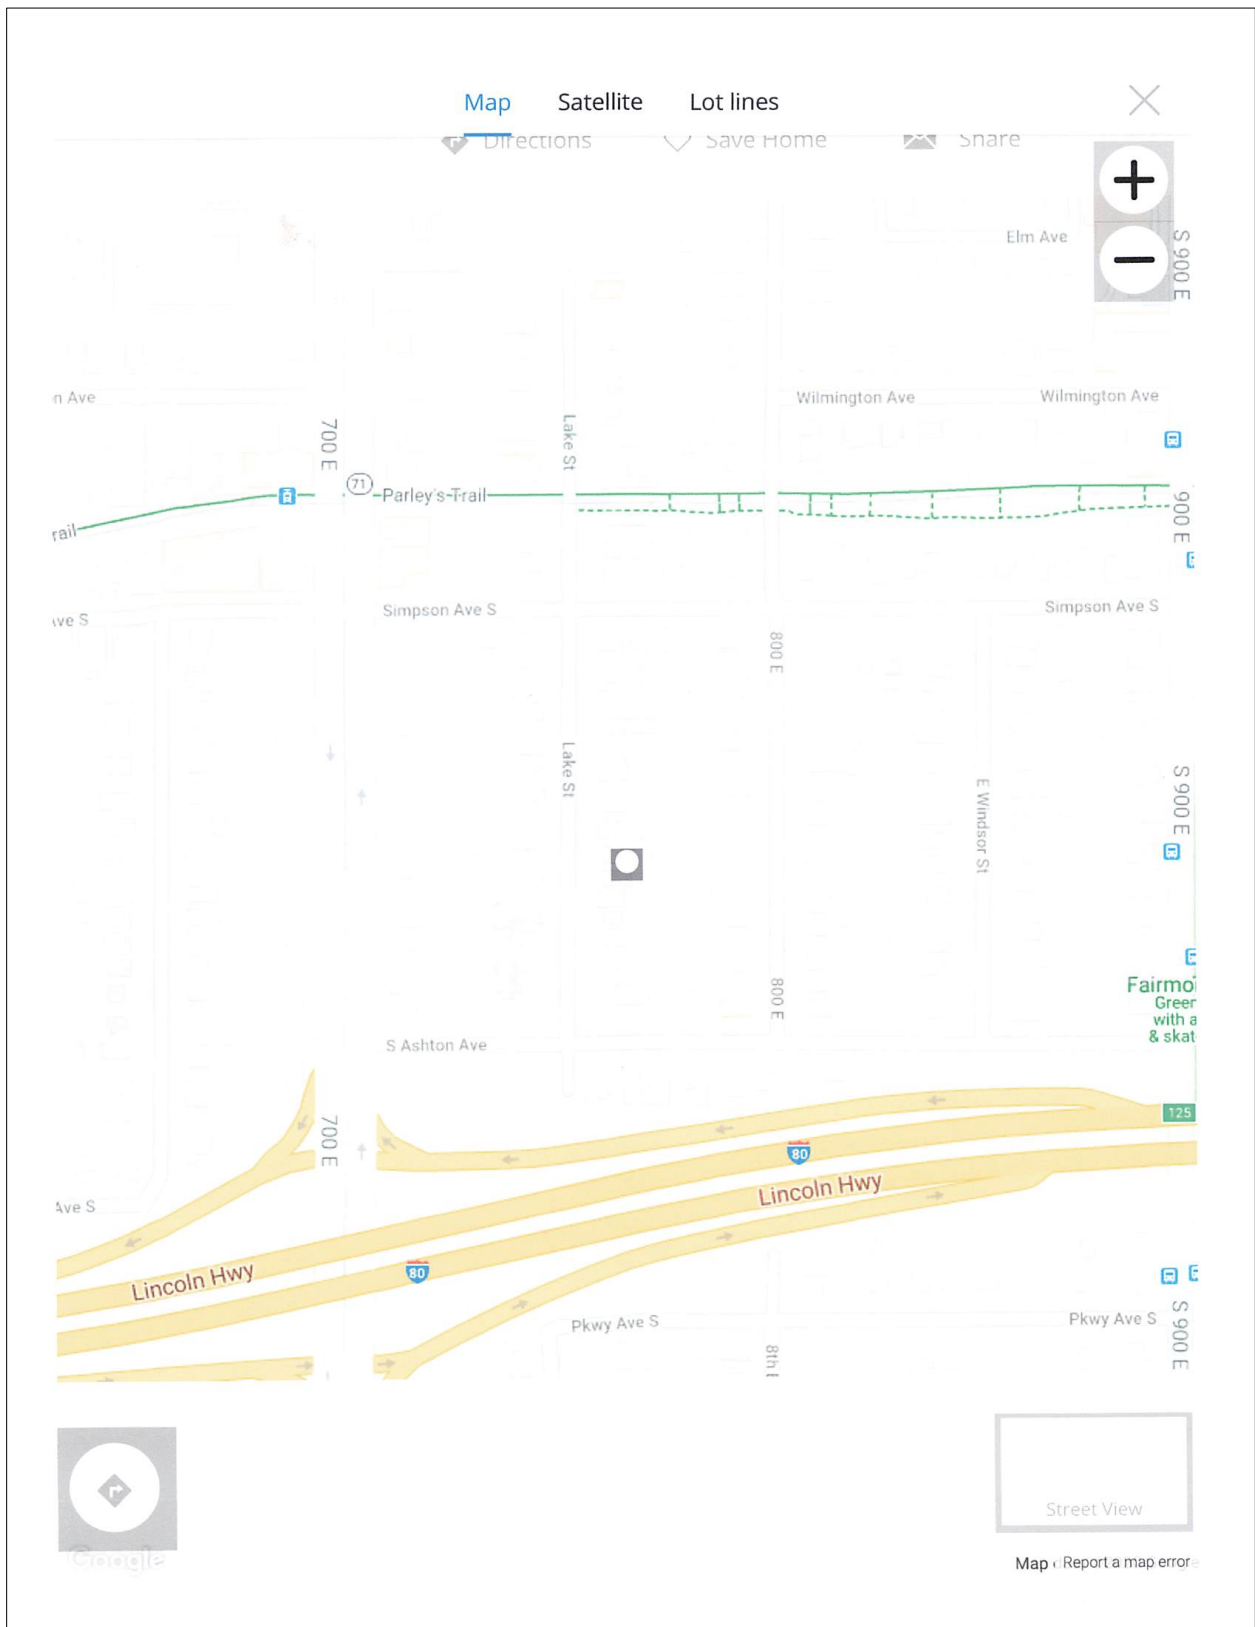 Map Satellite Lot lines
Directions Save Home Share
Elm Ave
S 900 E
n Ave
Wilmington Ave
Wilmington Ave
700 E
Lake St
71
Parley's Trail
rail
900 E
ve S
Simpson Ave S
Simpson Ave S
800 E
Lake St
E Windsor St
S 900 E
800 E
Fairmo
Green
with a
& skat
S Ashton Ave
125
700 E
80
Lincoln Hwy
Ave S
80
Lincoln Hwy
Pkwy Ave S
Pkwy Ave S
S 900 E
8th E
Street View
Google
Map d Report a map error